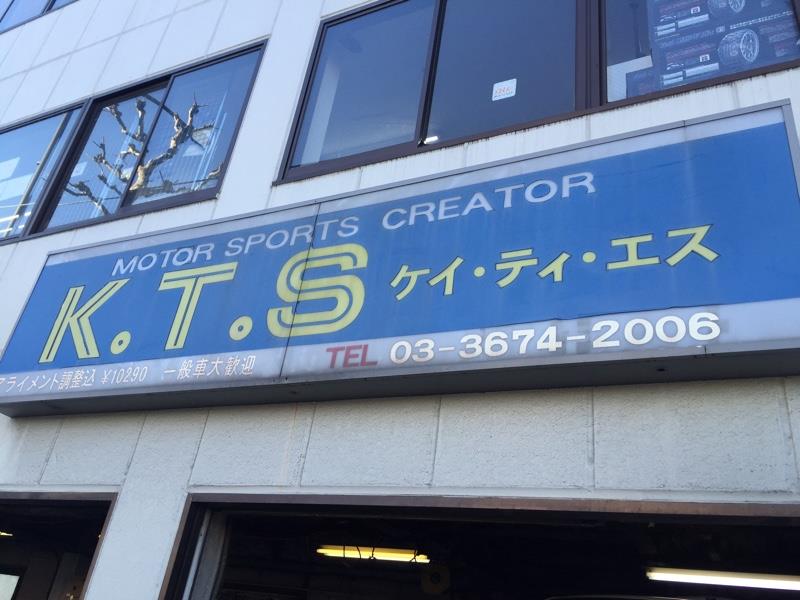 MOTOR SPORTS CREATOR
K.T.S ケイ・ティ・エス
TEL 03-3674-2006
アライメント調整込 ¥10290 一般車大歓迎